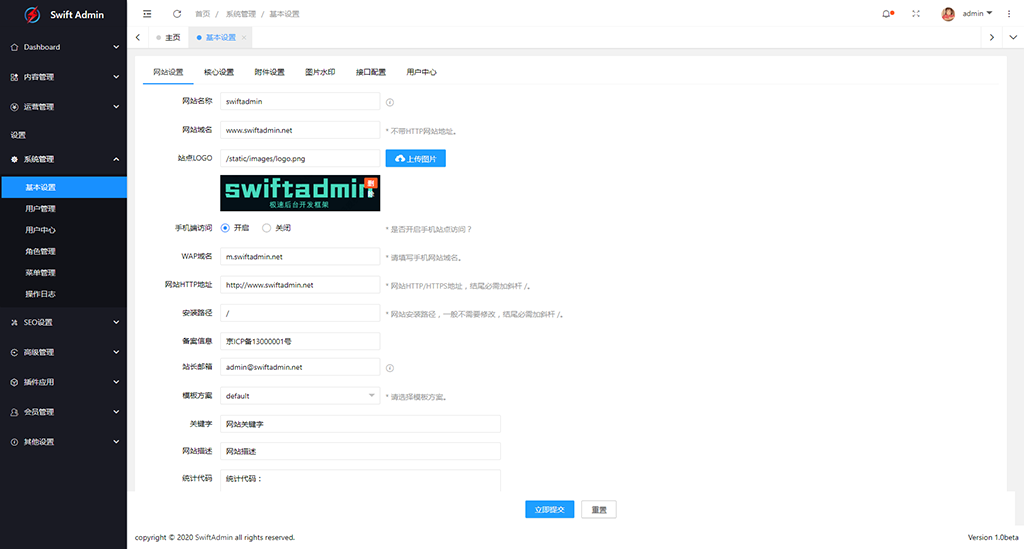 Swift Admin
首页 / 系统管理 / 基本设置
admin
Dashboard
内容管理
运营管理
设置
系统管理
基本设置
用户管理
用户中心
角色管理
菜单管理
操作日志
SEO设置
高级管理
插件应用
会员管理
其他设置
主页
基本设置 ×
网站设置 核心设置 附件设置 图片水印 接口配置 用户中心
网站名称 swiftadmin
网站域名 www.swiftadmin.net * 不带HTTP网站地址。
站点LOGO /static/images/logo.png 上传图片
swiftadmin 删除
极速后台开发框架
手机端访问 开启 关闭 * 是否开启手机站点访问？
WAP域名 m.swiftadmin.net * 请填写手机网站域名。
网站HTTP地址 http://www.swiftadmin.net * 网站HTTP/HTTPS地址，结尾必需加斜杆 /。
安装路径 / * 网站安装路径，一般不需要修改，结尾必需加斜杆 /。
备案信息 京ICP备13000001号
站长邮箱 admin@swiftadmin.net
模板方案 default * 请选择模板方案。
关键字 网站关键字
网站描述 网站描述
统计代码 统计代码：
立即提交 重置
copyright © 2020 SwiftAdmin all rights reserved.
Version 1.0beta